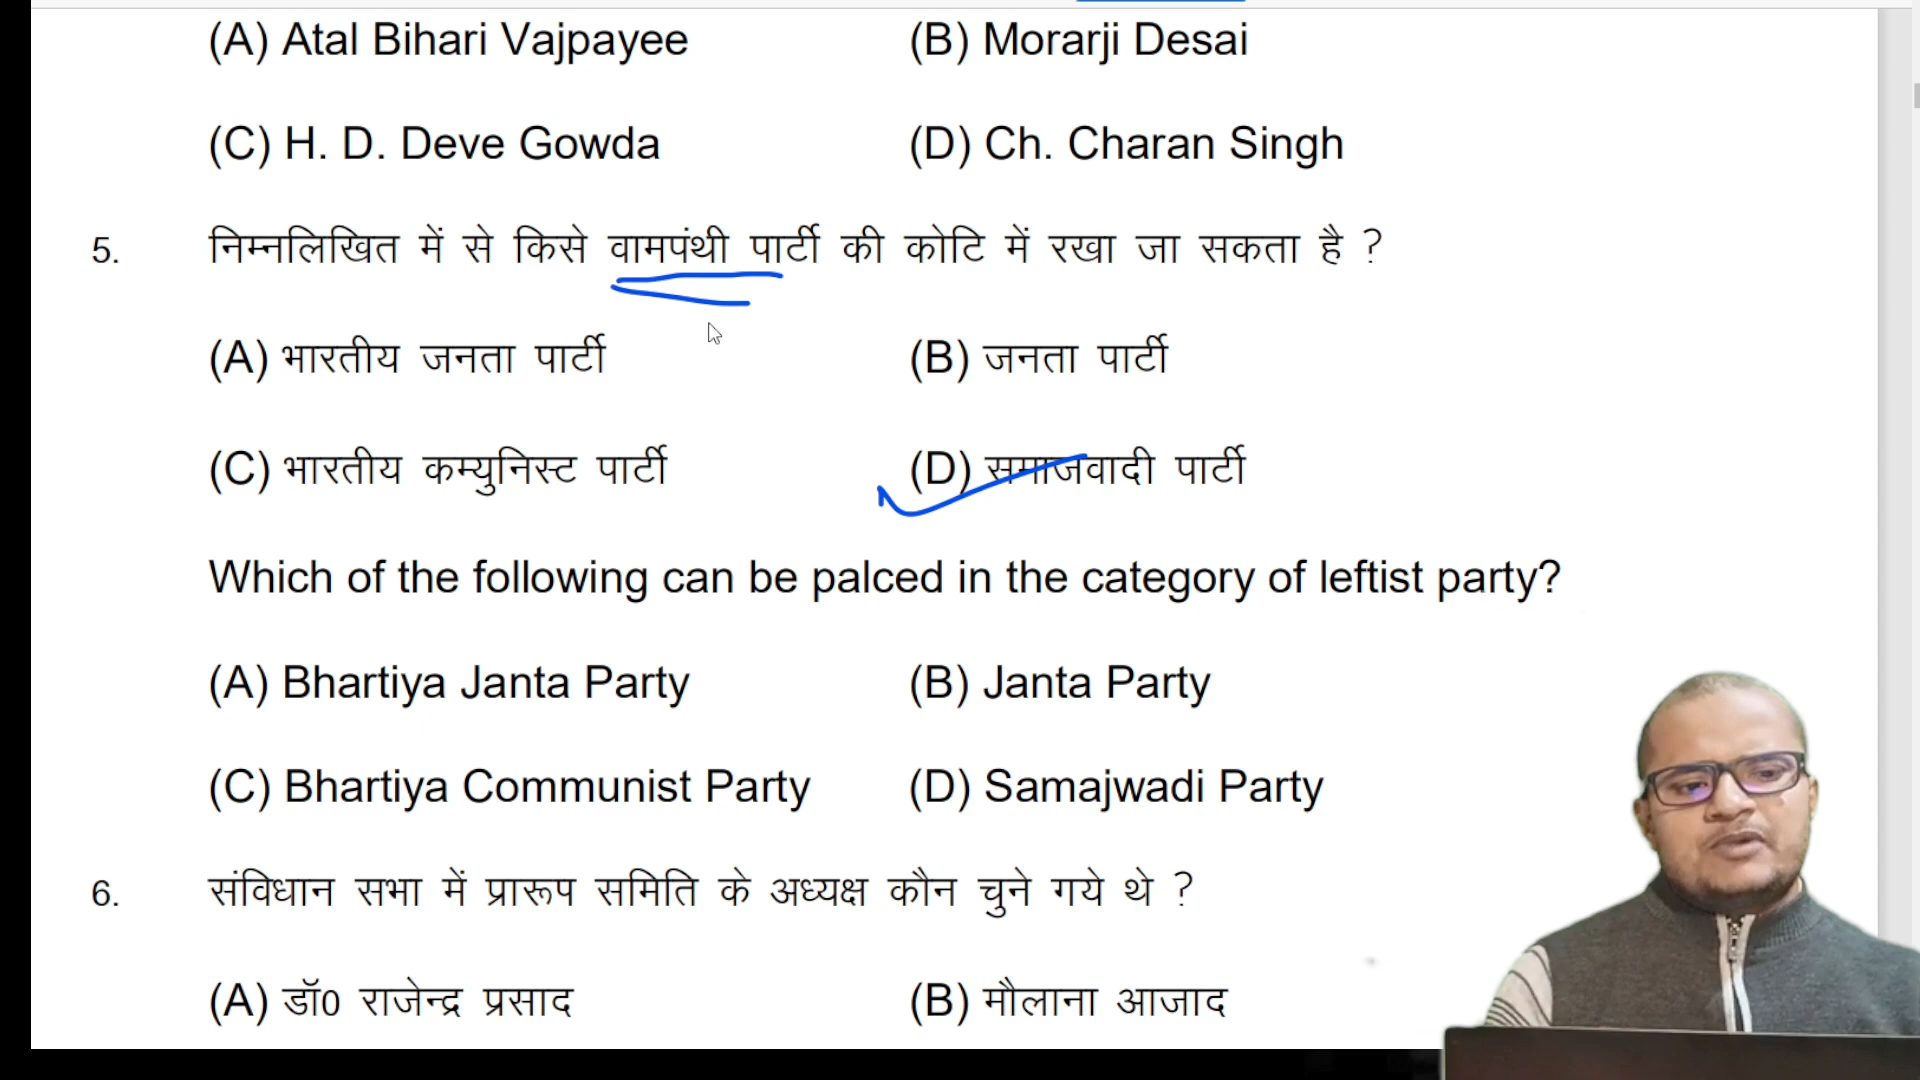 (A) Atal Bihari Vajpayee (B) Morarji Desai
(C) H. D. Deve Gowda (D) Ch. Charan Singh
5. निम्नलिखित में से किसे वामपंथी पार्टी की कोटि में रखा जा सकता है ?
(A) भारतीय जनता पार्टी (B) जनता पार्टी
(C) भारतीय कम्युनिस्ट पार्टी (D) समाजवादी पार्टी
Which of the following can be palced in the category of leftist party?
(A) Bhartiya Janta Party (B) Janta Party
(C) Bhartiya Communist Party (D) Samajwadi Party
6. संविधान सभा में प्रारूप समिति के अध्यक्ष कौन चुने गये थे ?
(A) डॉ0 राजेन्द्र प्रसाद (B) मौलाना आजाद